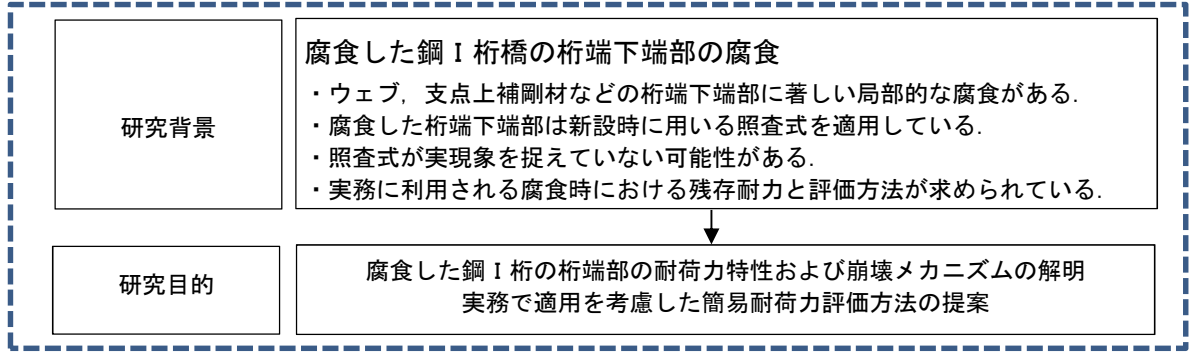 研究背景
腐食した鋼Ⅰ桁橋の桁端下端部の腐食
・ウェブ，支点上補剛材などの桁端下端部に著しい局部的な腐食がある．
・腐食した桁端下端部は新設時に用いる照査式を適用している．
・照査式が実現象を捉えていない可能性がある．
・実務に利用される腐食時における残存耐力と評価方法が求められている．
研究目的
腐食した鋼Ⅰ桁の桁端部の耐荷力特性および崩壊メカニズムの解明
実務で適用を考慮した簡易耐荷力評価方法の提案